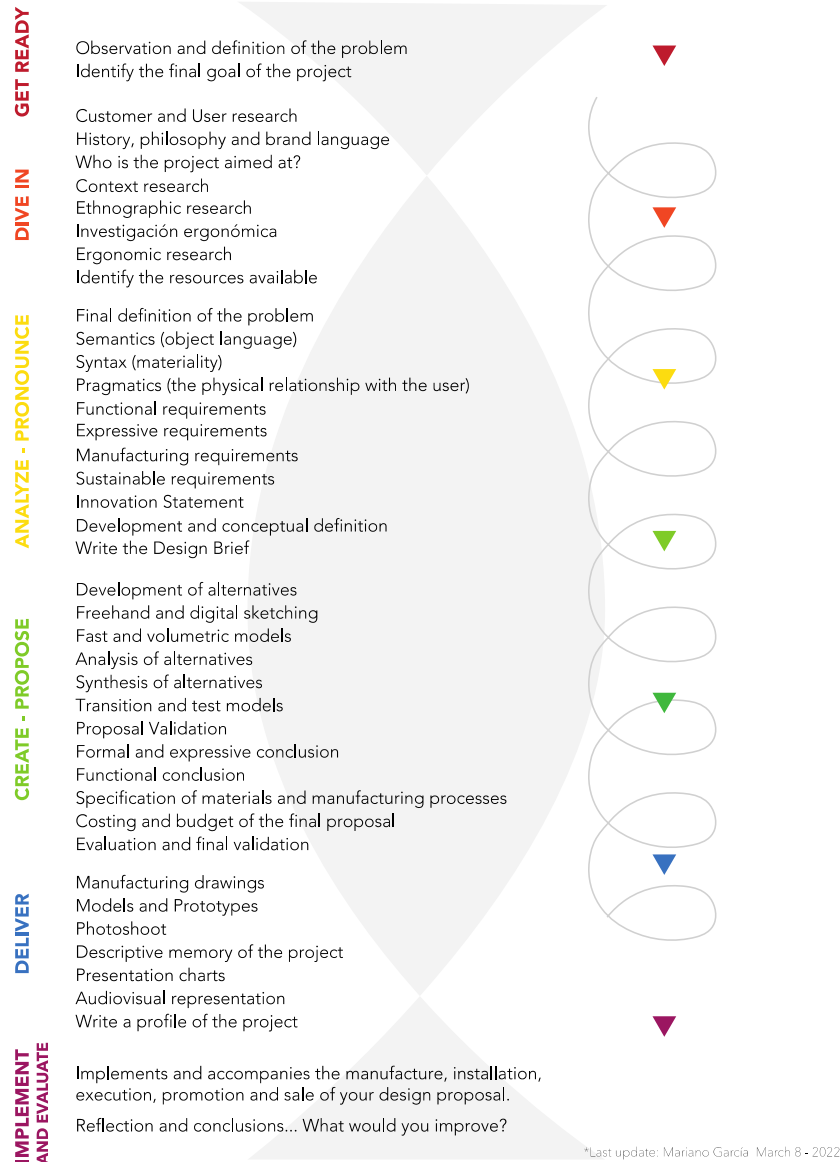 GET READY
Observation and definition of the problem
Identify the final goal of the project
DIVE IN
Customer and User research
History, philosophy and brand language
Who is the project aimed at?
Context research
Ethnographic research
Investigación ergonómica
Ergonomic research
Identify the resources available
ANALYZE - PRONOUNCE
Final definition of the problem
Semantics (object language)
Syntax (materiality)
Pragmatics (the physical relationship with the user)
Functional requirements
Expressive requirements
Manufacturing requirements
Sustainable requirements
Innovation Statement
Development and conceptual definition
Write the Design Brief
CREATE - PROPOSE
Development of alternatives
Freehand and digital sketching
Fast and volumetric models
Analysis of alternatives
Synthesis of alternatives
Transition and test models
Proposal Validation
Formal and expressive conclusion
Functional conclusion
Specification of materials and manufacturing processes
Costing and budget of the final proposal
Evaluation and final validation
DELIVER
Manufacturing drawings
Models and Prototypes
Photoshoot
Descriptive memory of the project
Presentation charts
Audiovisual representation
Write a profile of the project
IMPLEMENT
AND EVALUATE
Implements and accompanies the manufacture, installation,
execution, promotion and sale of your design proposal.
Reflection and conclusions... What would you improve?
*Last update: Mariano García March 8 - 2022